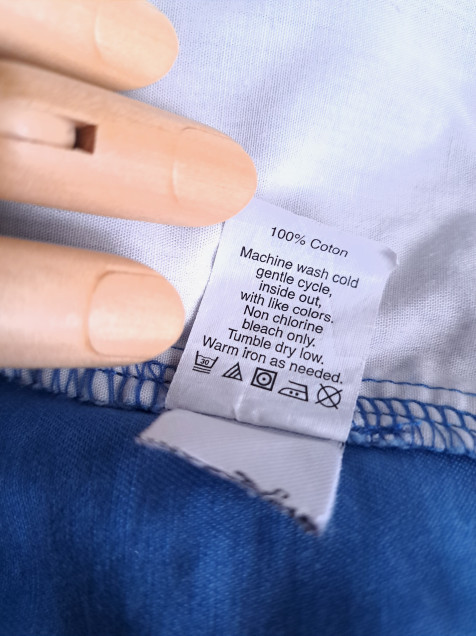 100% Coton
Machine wash cold
gentle cycle,
inside out,
with like colors.
Non chlorine
bleach only.
Tumble dry low.
Warm iron as needed.
30